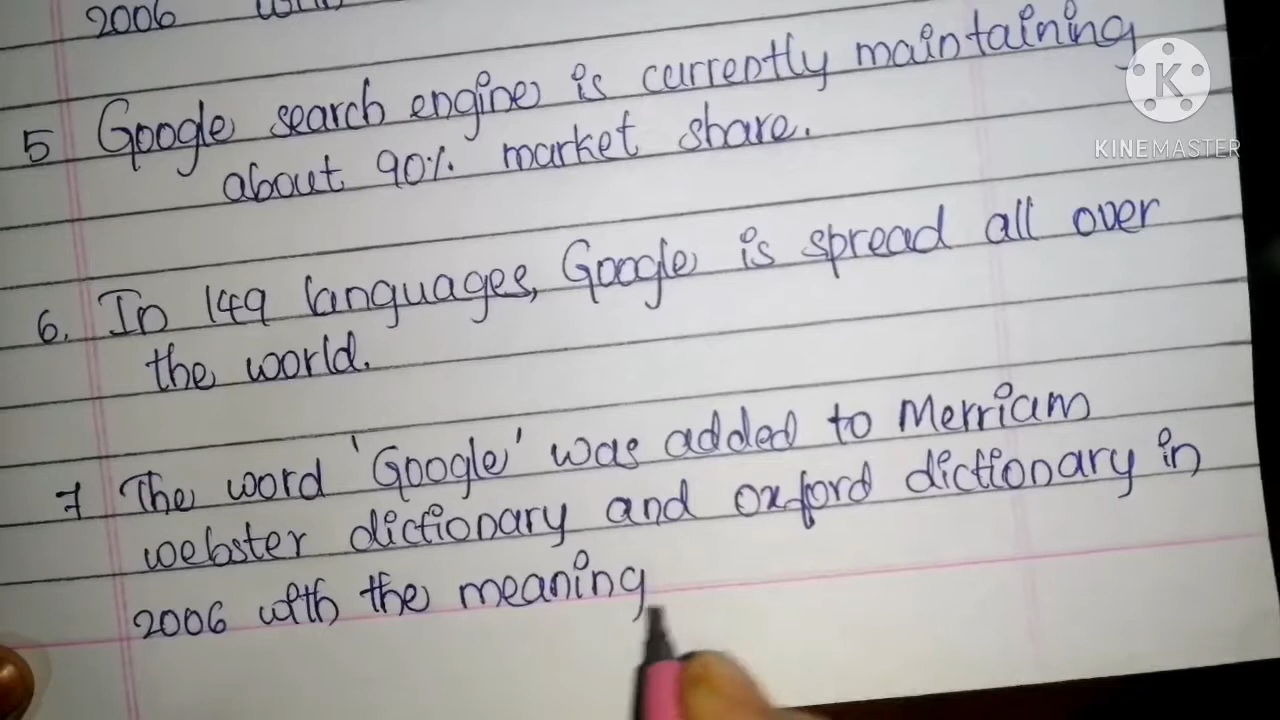 2006
5 Google search engine is currently maintaining
about 90% market share.
6. In 149 languages, Google is spread all over
the world.
7 The word 'Google' was added to Merriam
webster dictionary and oxford dictionary in
2006 with the meaning
K
KINEMASTER